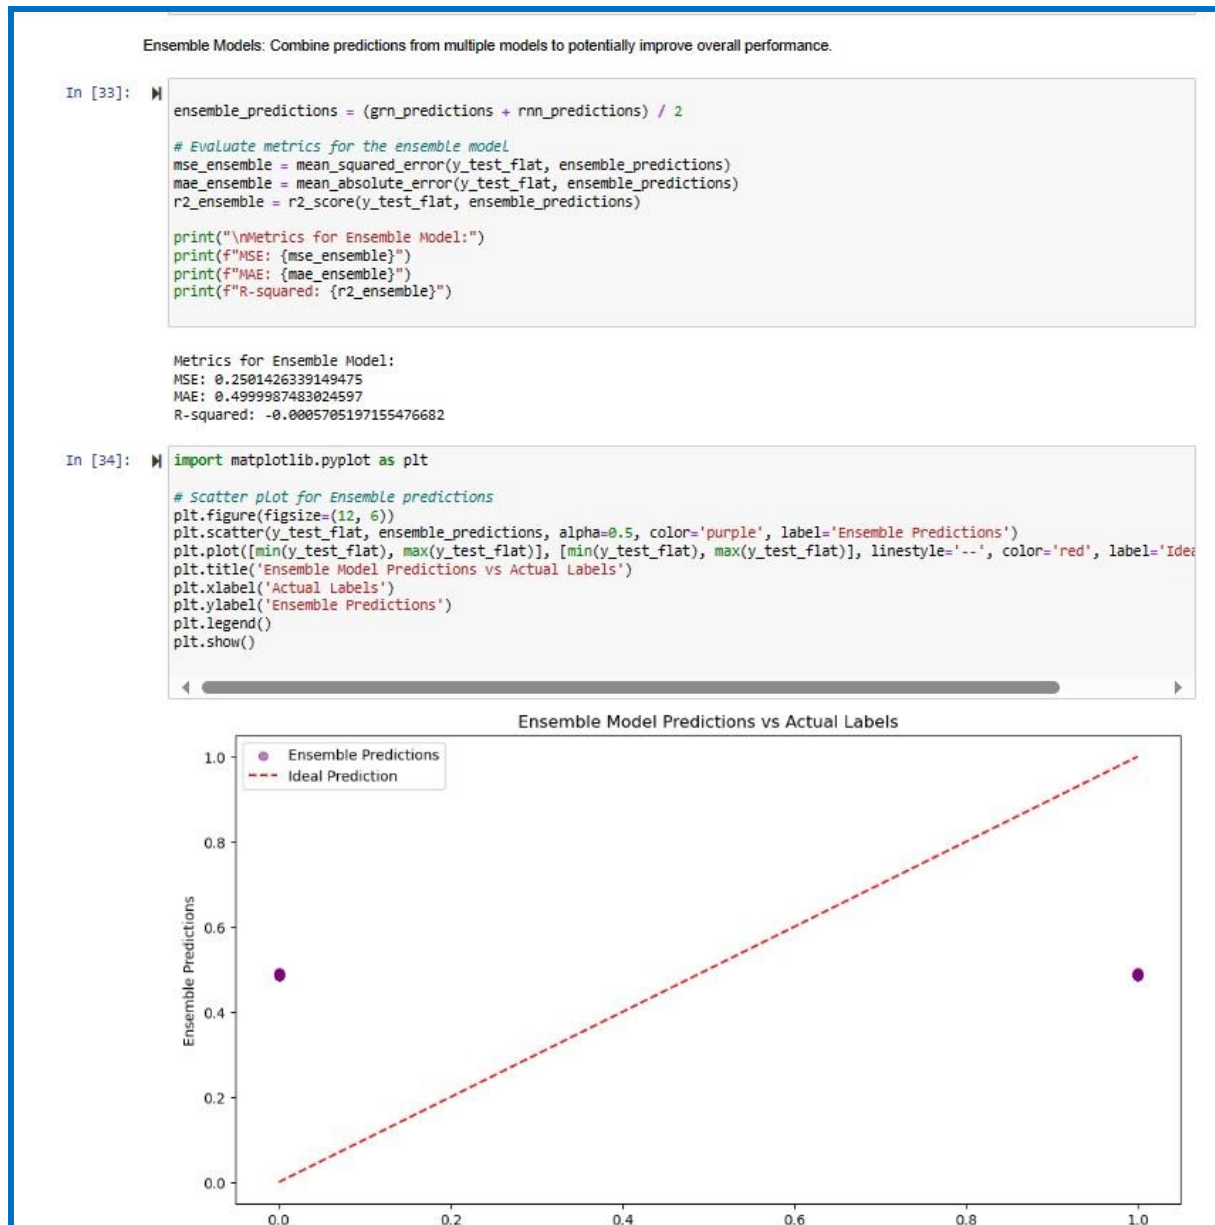 Ensemble Models: Combine predictions from multiple models to potentially improve overall performance.
In [33]:
ensemble_predictions = (grn_predictions + rnn_predictions) / 2
# Evaluate metrics for the ensemble model
mse_ensemble = mean_squared_error(y_test_flat, ensemble_predictions)
mae_ensemble = mean_absolute_error(y_test_flat, ensemble_predictions)
r2_ensemble = r2_score(y_test_flat, ensemble_predictions)
print("\nMetrics for Ensemble Model:")
print(f"MSE: {mse_ensemble}")
print(f"MAE: {mae_ensemble}")
print(f"R-squared: {r2_ensemble}")
Metrics for Ensemble Model:
MSE: 0.2501426339149475
MAE: 0.4999987483024597
R-squared: -0.0005705197155476682
In [34]:
import matplotlib.pyplot as plt
# Scatter plot for Ensemble predictions
plt.figure(figsize=(12, 6))
plt.scatter(y_test_flat, ensemble_predictions, alpha=0.5, color='purple', label='Ensemble Predictions')
plt.plot([min(y_test_flat), max(y_test_flat)], [min(y_test_flat), max(y_test_flat)], linestyle='--', color='red', label='Idea
plt.title('Ensemble Model Predictions vs Actual Labels')
plt.xlabel('Actual Labels')
plt.ylabel('Ensemble Predictions')
plt.legend()
plt.show()
Ensemble Model Predictions vs Actual Labels
Ensemble Predictions
Ideal Prediction
Ensemble Predictions
1.0
0.8
0.6
0.4
0.2
0.0
0.0 0.2 0.4 0.6 0.8 1.0